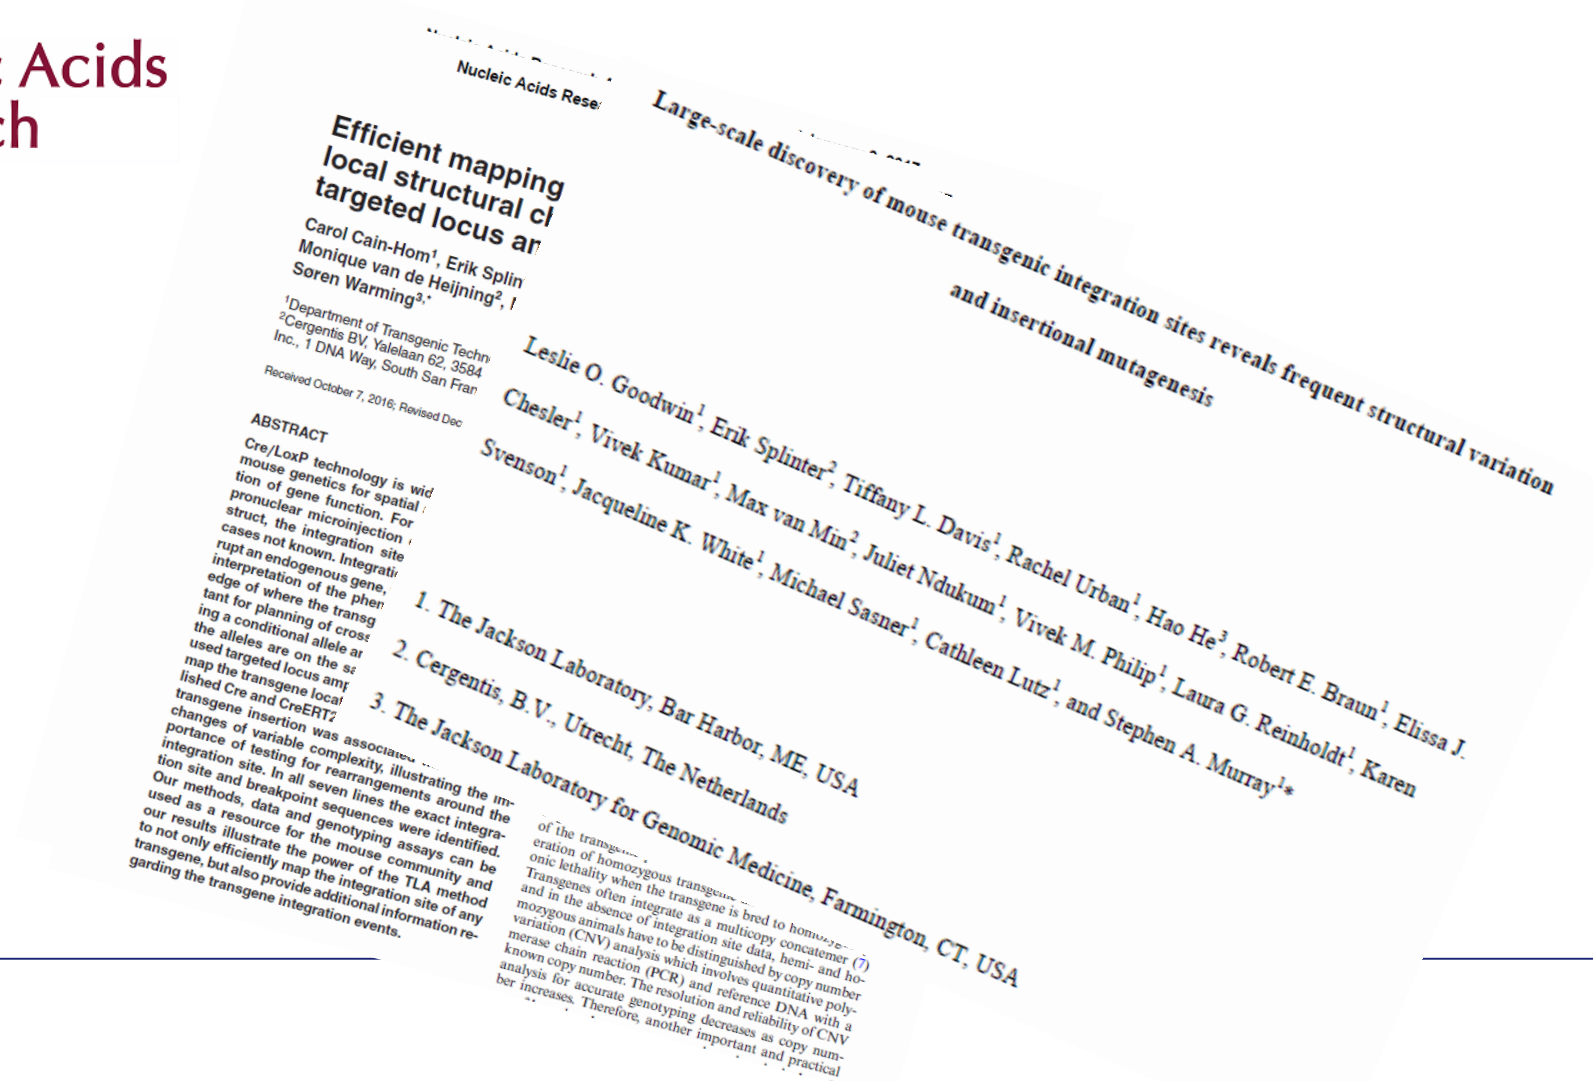 Acids
ch
Nucleic Acids
Efficient mapping
local structural
targeted locus
Carol Cain-Hom¹, Erik Splin
Monique van de Heijning²,
Søren Warming³,*
¹Department of Transgenic Techn
²Cergentis BV, Yalelaan 62, 3584
Inc., 1 DNA Way, South San Fran
Received October 7, 2016; Revised Dec
ABSTRACT
Cre/LoxP technology is wid
mouse genetics for spatial
tion of gene function. For
pronuclear microinjection
struct, the integration site
cases not known. Integrati
rupt an endogenous gene,
interpretation of the phen
edge of where the transg
tant for planning of cross
ing a conditional allele ar
the alleles are on the sa
used targeted locus amp
map the transgene loca
lished Cre and CreERT2
transgene insertion was associated
changes of variable complexity, illustrating the im-
portance of testing for rearrangements around the
integration site. In all seven lines the exact integra-
tion site and breakpoint sequences were identified.
Our methods, data and genotyping assays can be
used as a resource for the mouse community and
our results illustrate the power of the TLA method
to not only efficiently map the integration site of any
transgene, but also provide additional information re-
garding the transgene integration events.
of the
eration of homozygous
onic lethality when the transgene is bred to
Transgenes often integrate as a multicopy concatemer (7)
and in the absence of integration site data, hemi- and ho-
mozygous animals have to be distinguished by copy number
variation (CNV) analysis which involves quantitative poly-
merase chain reaction (PCR) and reference DNA with a
known copy number. The resolution and reliability of CNV
analysis for accurate genotyping decreases as copy num-
ber increases. Therefore, another important and practical
Large-scale discovery of mouse transgenic integration sites reveals frequent structural variation
and insertional mutagenesis
Leslie O. Goodwin¹, Erik Splinter², Tiffany L. Davis¹, Rachel Urban¹, Hao He³, Robert E. Braun¹, Elissa J.
Chesler¹, Vivek Kumar¹, Max van Min², Juliet Ndukum¹, Vivek M. Philip¹, Laura G. Reinholdt¹, Karen
Svenson¹, Jacqueline K. White¹, Michael Sasner¹, Cathleen Lutz¹, and Stephen A. Murray¹*
1. The Jackson Laboratory, Bar Harbor, ME, USA
2. Cergentis, B.V., Utrecht, The Netherlands
3. The Jackson Laboratory for Genomic Medicine, Farmington, CT, USA